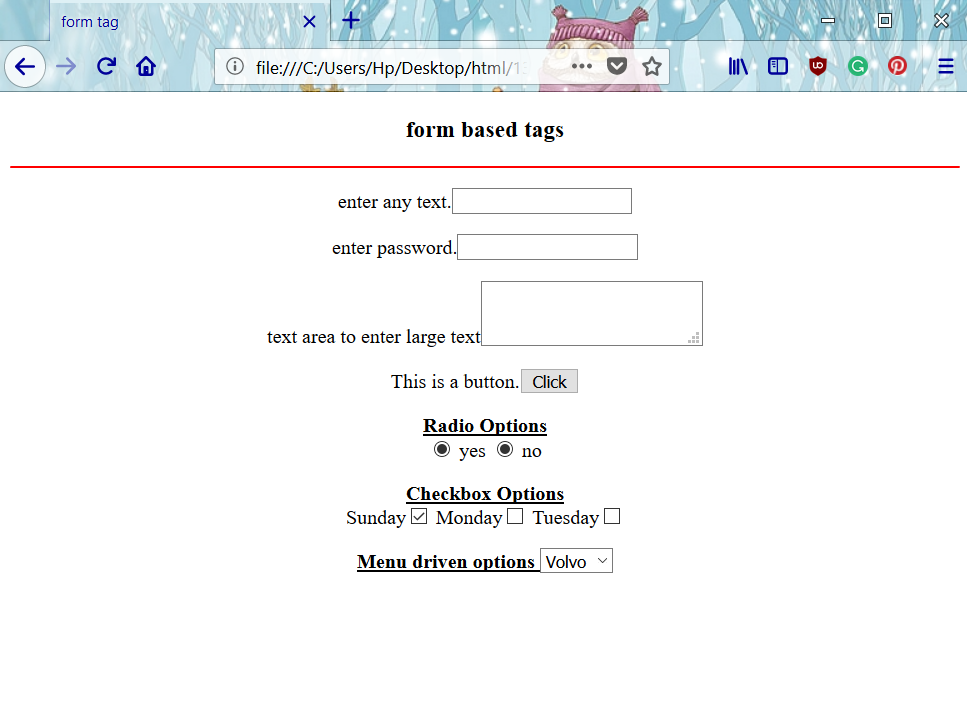 form tag
file:///C:/Users/Hp/Desktop/html/13
form based tags
enter any text.
enter password.
text area to enter large text
This is a button. Click
Radio Options
yes no
Checkbox Options
Sunday Monday Tuesday
Menu driven options Volvo